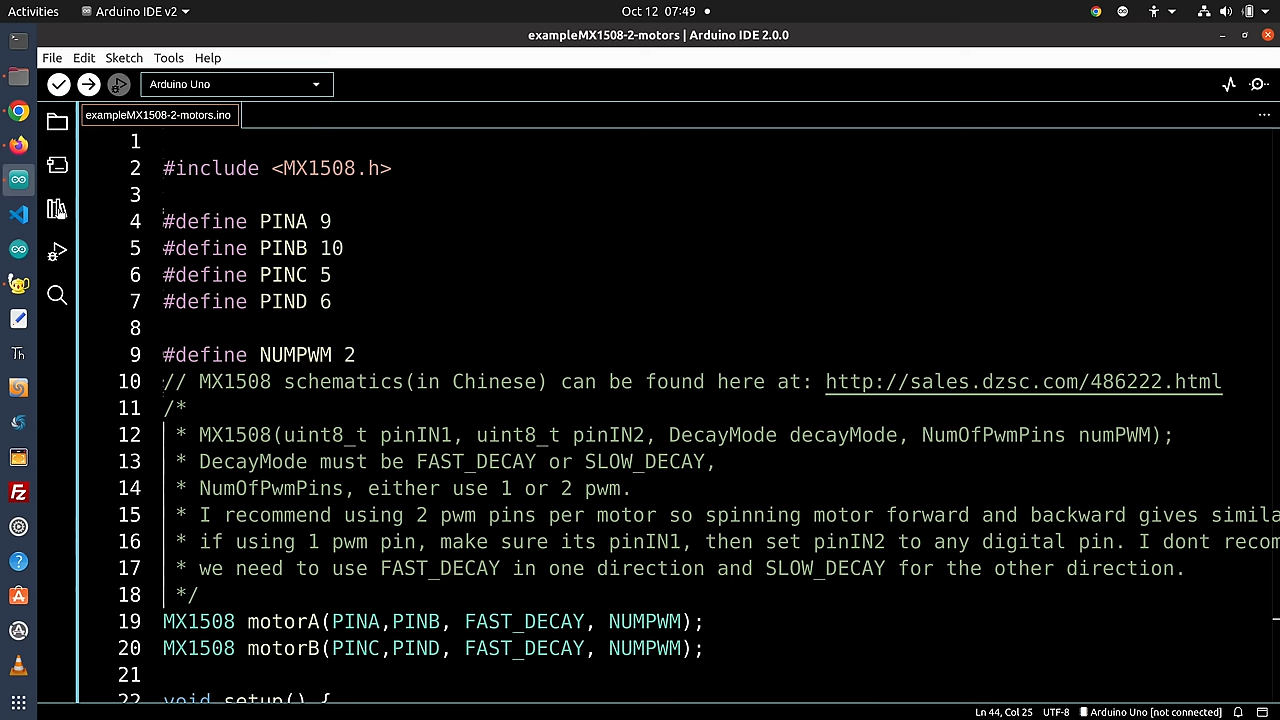 Activities
Arduino IDE v2
Oct 12 07:49
exampleMX1508-2-motors | Arduino IDE 2.0.0
File Edit Sketch Tools Help
Arduino Uno
exampleMX1508-2-motors.ino
1
2 #include <MX1508.h>
3
4 #define PINA 9
5 #define PINB 10
6 #define PINC 5
7 #define PIND 6
8
9 #define NUMPWM 2
10 // MX1508 schematics(in Chinese) can be found here at: http://sales.dzsc.com/486222.html
11 /*
12 * MX1508(uint8_t pinIN1, uint8_t pinIN2, DecayMode decayMode, NumOfPwmPins numPWM);
13 * DecayMode must be FAST_DECAY or SLOW_DECAY,
14 * NumOfPwmPins, either use 1 or 2 pwm.
15 * I recommend using 2 pwm pins per motor so spinning motor forward and backward gives simila
16 * if using 1 pwm pin, make sure its pinIN1, then set pinIN2 to any digital pin. I dont recom
17 * we need to use FAST_DECAY in one direction and SLOW_DECAY for the other direction.
18 */
19 MX1508 motorA(PINA,PINB, FAST_DECAY, NUMPWM);
20 MX1508 motorB(PINC,PIND, FAST_DECAY, NUMPWM);
21
22 void setup() {
Ln 44, Col 25 UTF-8 Arduino Uno [not connected]